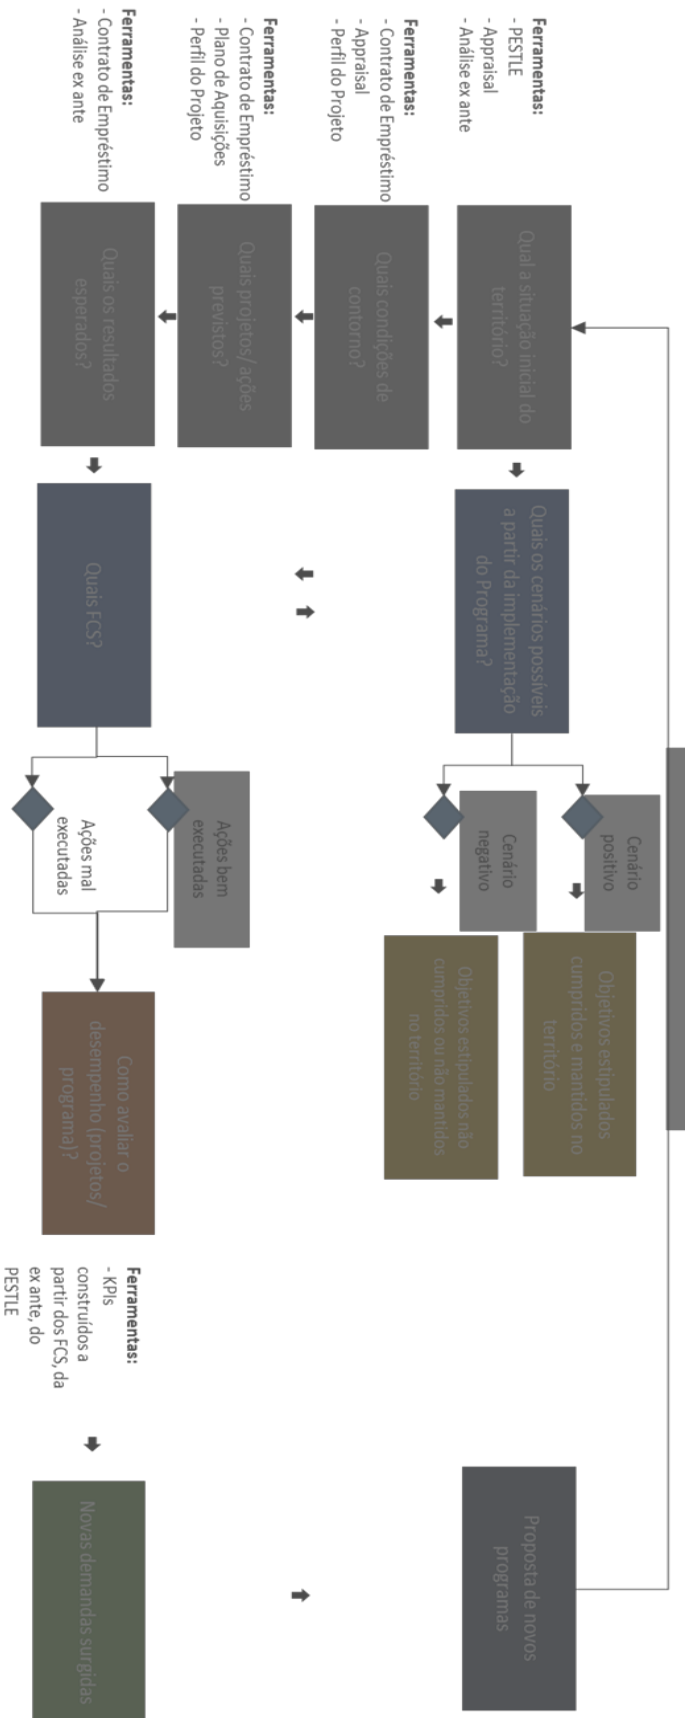 Ferramentas:
- PESTLE
- Appraisal
- Análise ex ante
Qual a situação inicial do
território?
Quais os cenários possíveis
a partir da implementação
do Programa?
Cenário
positivo
Objetivos estipulados
cumpridos e mantidos no
território
Cenário
negativo
Objetivos estipulados não
cumpridos ou não mantidos
no território
Proposta de novos
programas
Ferramentas:
- Contrato de Empréstimo
- Appraisal
- Perfil do Projeto
Quais condições de
contorno?
Ferramentas:
- Contrato de Empréstimo
- Plano de Aquisições
- Perfil do Projeto
Quais projetos/ ações
previstos?
Ferramentas:
- Contrato de Empréstimo
- Análise ex ante
Quais os resultados
esperados?
Quais FCS?
Ações bem
executadas
Ações mal
executadas
Como avaliar o
desempenho (projetos/
programa)?
Ferramentas:
- KPIs
construídos a
partir dos FCS, da
ex ante, do
PESTLE
Novas demandas surgidas